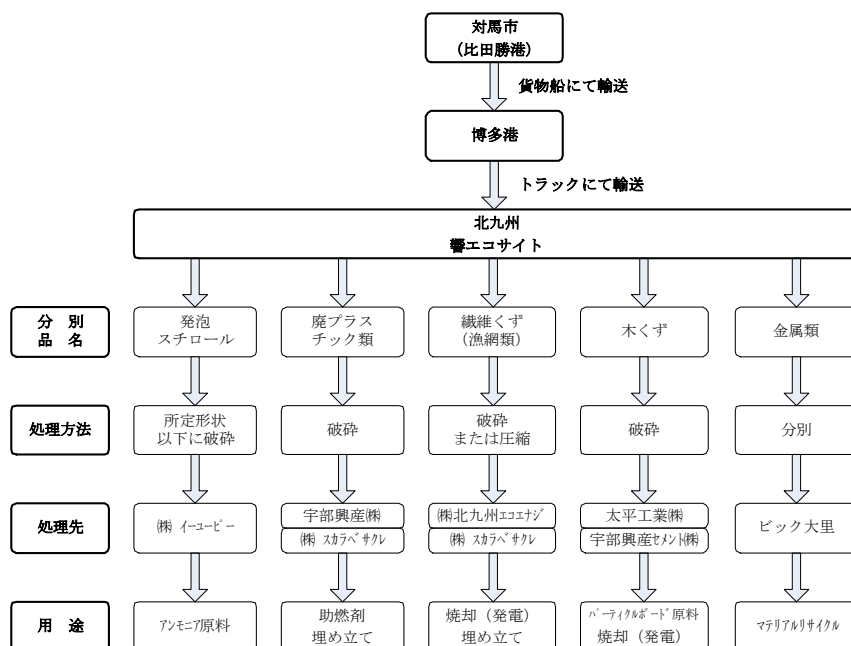 対馬市
(比田勝港)
貨物船にて輸送
博多港
トラックにて輸送
北九州
響エコサイト
分 別
品 名
発泡
スチロール
廃プラス
チック類
繊維くず
(漁網類)
木くず
金属類
処理方法
所定形状
以下に破砕
破砕
破砕
または圧縮
破砕
分別
処理先
㈱ イーユーピー
宇部興産㈱
㈱ スカラベサクレ
㈱北九州エコエナジ
㈱ スカラベサクレ
太平工業㈱
宇部興産セメント㈱
ビック大里
用 途
アンモニア原料
助燃剤
埋め立て
焼却(発電)
埋め立て
パーティクルボード原料
焼却(発電)
マテリアルリサイクル